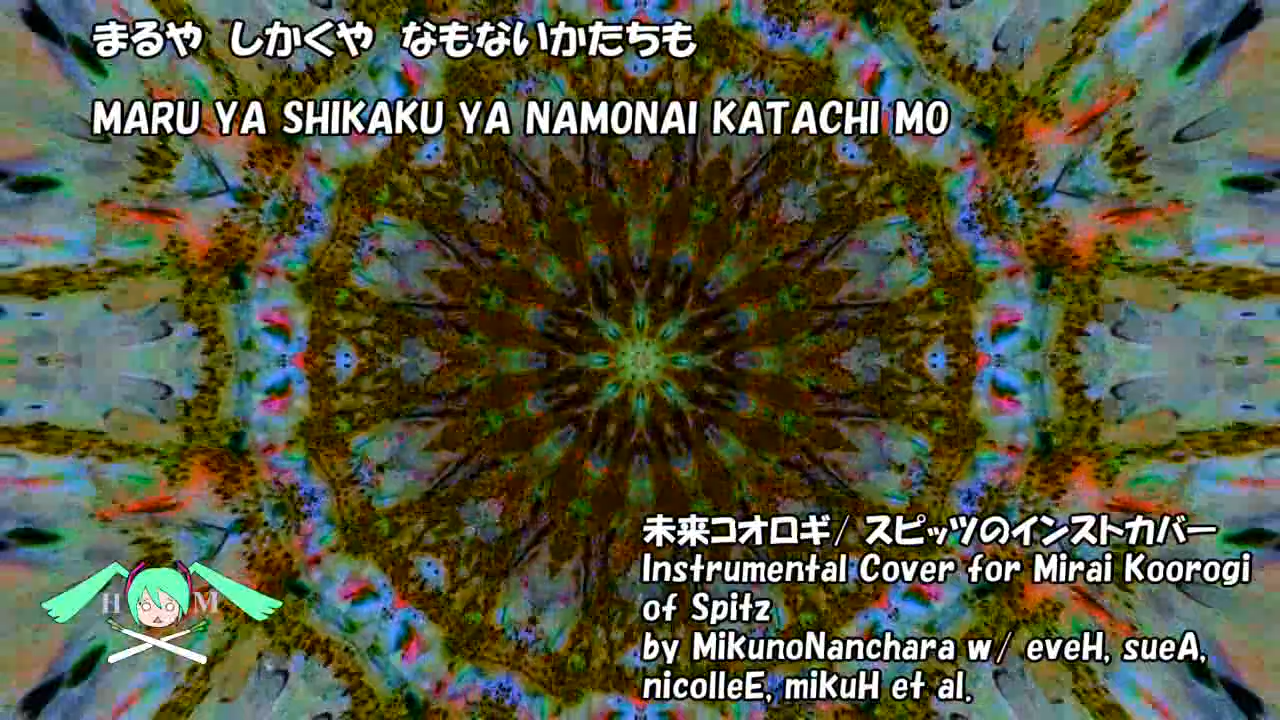 まるや しかくや なもないかたちも
MARU YA SHIKAKU YA NAMONAI KATACHI MO
未来コオロギ/ スピッツのインストカバー
Instrumental Cover for Mirai Koorogi
of Spitz
by MikunoNanchara w/ eveH, sueA,
nicolleE, mikuH et al.
H M